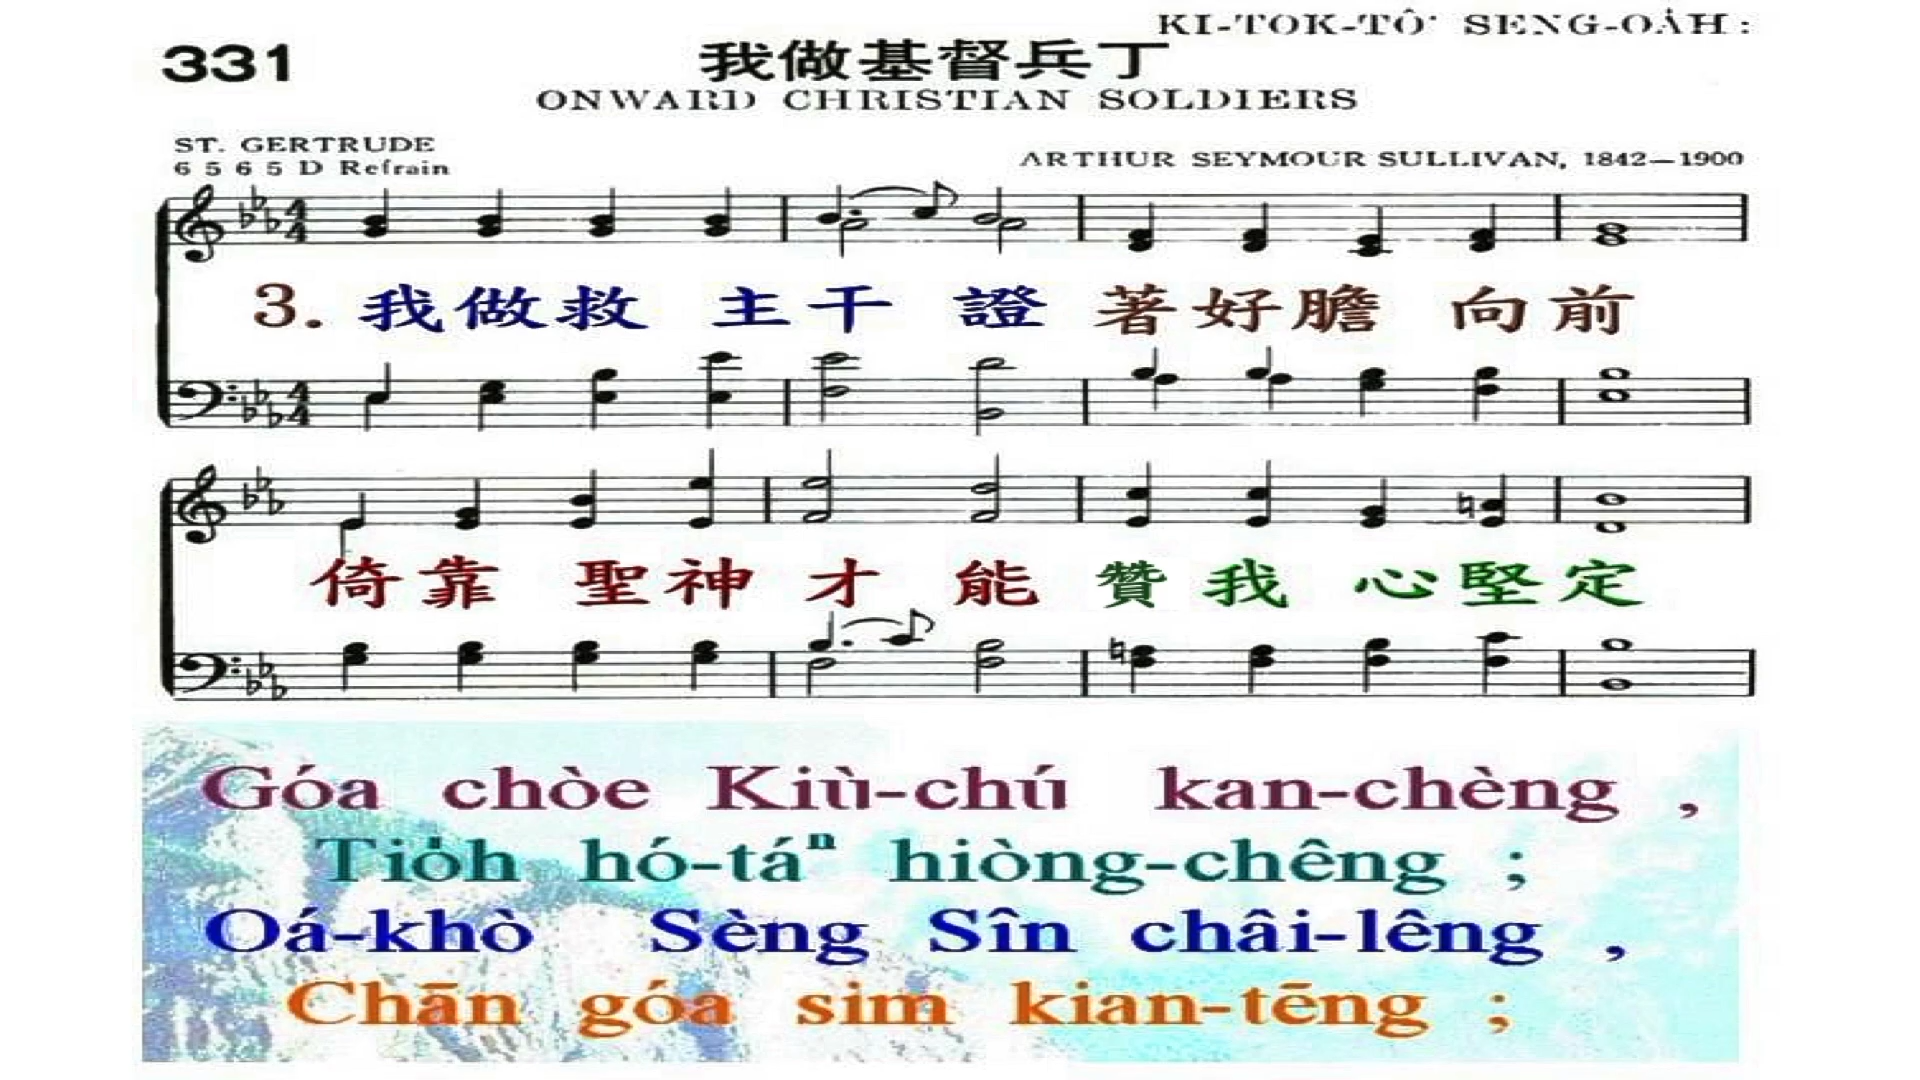 KI-TOK-TÔ͘ SENG-OA̍H:
331
我做基督兵丁
ONWARD CHRISTIAN SOLDIERS
ST. GERTRUDE
6 5 6 5 D Refrain
ARTHUR SEYMOUR SULLIVAN, 1842–1900
3. 我做救 主干 證 著好膽 向前
倚靠 聖神 才 能 贊 我 心堅定
Góa chòe Kiù-chú kan-chèng ,
Tio̍h hó-táⁿ hiòng-chêng ;
Oá-khò Sèng Sîn châi-lêng ,
Chān góa sim kian-tēng ;